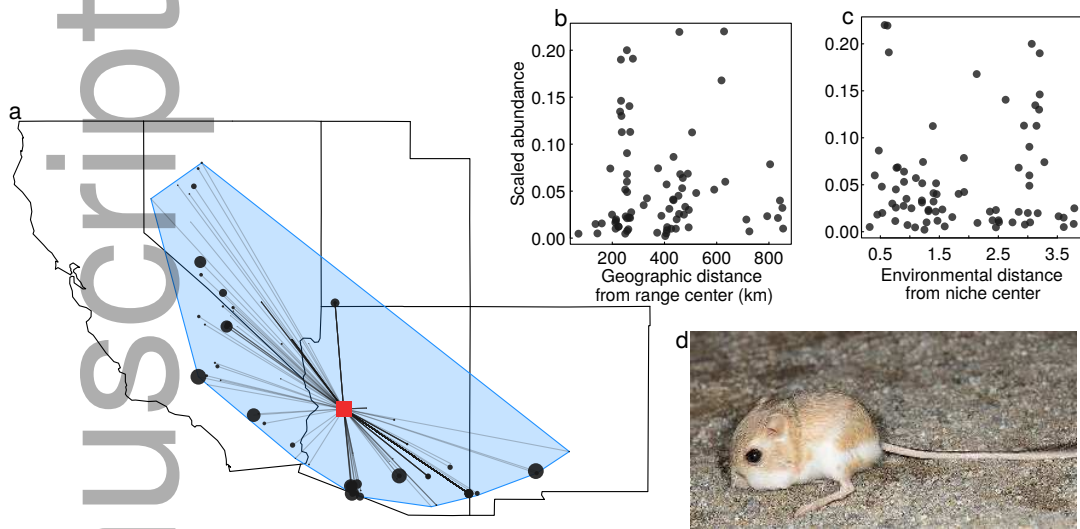 uscript
a
b
Scaled abundance
0.20
0.15
0.10
0.05
0.00
200 400 600 800
Geographic distance
from range center (km)
c
0.20
0.15
0.10
0.05
0.00
0.5 1.5 2.5 3.5
Environmental distance
from niche center
d